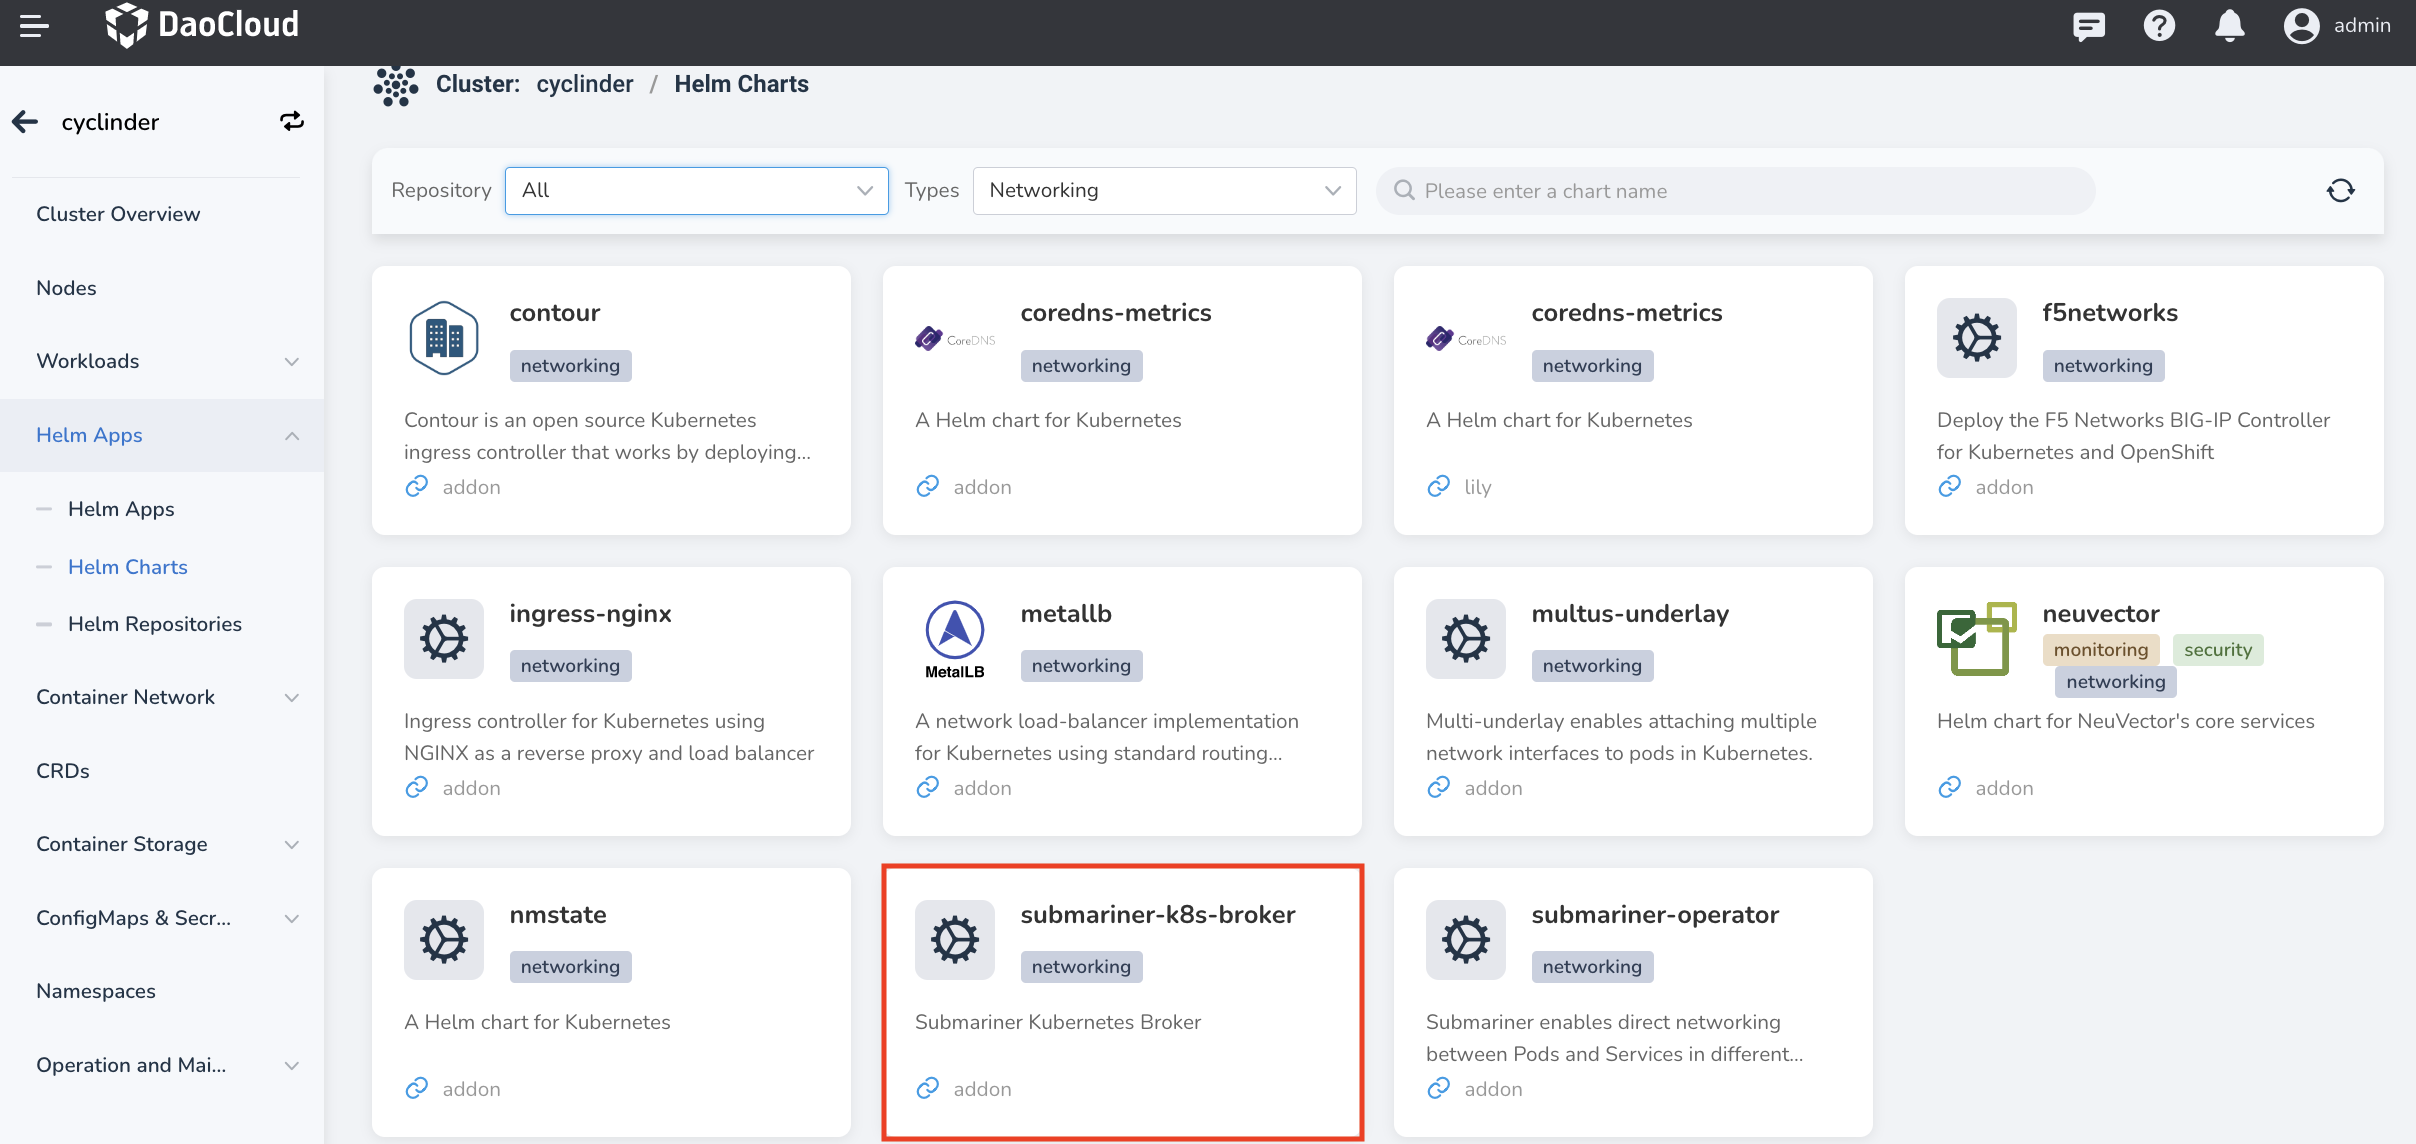 DaoCloud
admin
cyclinder
Cluster: cyclinder / Helm Charts
Repository All Types Networking Please enter a chart name
Cluster Overview
Nodes
Workloads
Helm Apps
Helm Apps
Helm Charts
Helm Repositories
Container Network
CRDs
Container Storage
ConfigMaps & Secr...
Namespaces
Operation and Mai...
contour
networking
Contour is an open source Kubernetes
ingress controller that works by deploying...
addon
coredns-metrics
CoreDNS
networking
A Helm chart for Kubernetes
addon
coredns-metrics
CoreDNS
networking
A Helm chart for Kubernetes
lily
f5networks
networking
Deploy the F5 Networks BIG-IP Controller
for Kubernetes and OpenShift
addon
ingress-nginx
networking
Ingress controller for Kubernetes using
NGINX as a reverse proxy and load balancer
addon
metallb
networking
MetalLB
A network load-balancer implementation
for Kubernetes using standard routing...
addon
multus-underlay
networking
Multi-underlay enables attaching multiple
network interfaces to pods in Kubernetes.
addon
neuvector
monitoring security
networking
Helm chart for NeuVector's core services
addon
nmstate
networking
A Helm chart for Kubernetes
addon
submariner-k8s-broker
networking
Submariner Kubernetes Broker
addon
submariner-operator
networking
Submariner enables direct networking
between Pods and Services in different...
addon